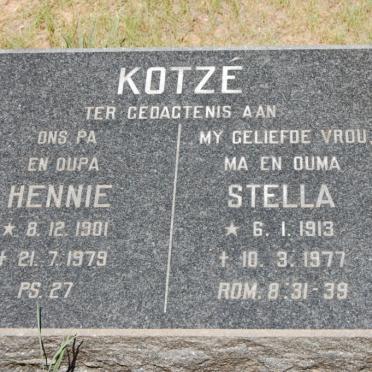 KOTZÉ
TER GEDAGTENIS AAN
ONS PA
EN OUPA
HENNIE
★ 8. 12. 1901
† 21. 7. 1979
PS. 27
MY GELIEFDE VROU,
MA EN OUMA
STELLA
★ 6. 1. 1913
† 10. 3. 1977
ROM. 8: 31-39